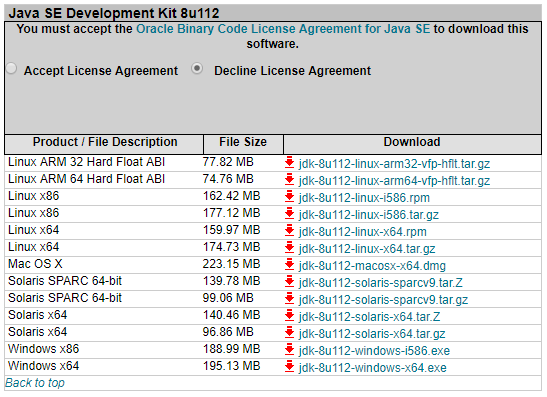 Java SE Development Kit 8u112
You must accept the Oracle Binary Code License Agreement for Java SE to download this
software.
Accept License Agreement Decline License Agreement
Product / File Description File Size Download
Linux ARM 32 Hard Float ABI 77.82 MB jdk-8u112-linux-arm32-vfp-hflt.tar.gz
Linux ARM 64 Hard Float ABI 74.76 MB jdk-8u112-linux-arm64-vfp-hflt.tar.gz
Linux x86 162.42 MB jdk-8u112-linux-i586.rpm
Linux x86 177.12 MB jdk-8u112-linux-i586.tar.gz
Linux x64 159.97 MB jdk-8u112-linux-x64.rpm
Linux x64 174.73 MB jdk-8u112-linux-x64.tar.gz
Mac OS X 223.15 MB jdk-8u112-macosx-x64.dmg
Solaris SPARC 64-bit 139.78 MB jdk-8u112-solaris-sparcv9.tar.Z
Solaris SPARC 64-bit 99.06 MB jdk-8u112-solaris-sparcv9.tar.gz
Solaris x64 140.46 MB jdk-8u112-solaris-x64.tar.Z
Solaris x64 96.86 MB jdk-8u112-solaris-x64.tar.gz
Windows x86 188.99 MB jdk-8u112-windows-i586.exe
Windows x64 195.13 MB jdk-8u112-windows-x64.exe
Back to top